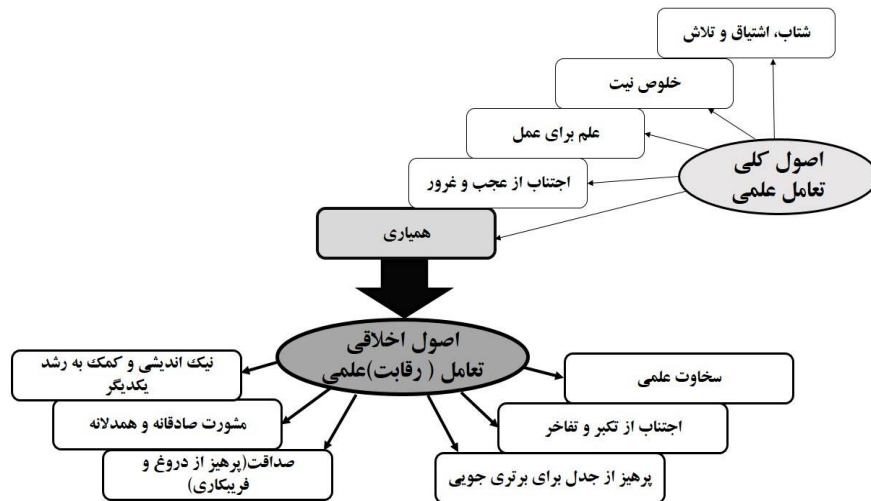 شتاب، اشتیاق و تلاش
خلوص نیت
علم برای عمل
اجتناب از عجب و غرور
همیاری
اصول کلی
تعامل علمی
اصول اخلاقی
تعامل ( رقابت)علمی
سخاوت علمی
اجتناب از تکبر و تفاخر
پرهیز از جدل برای برتری جویی
نیک اندیشی و کمک به رشد
یکدیگر
مشورت صادقانه و همدلانه
صداقت(پرهیز از دروغ و
فریبکاری)